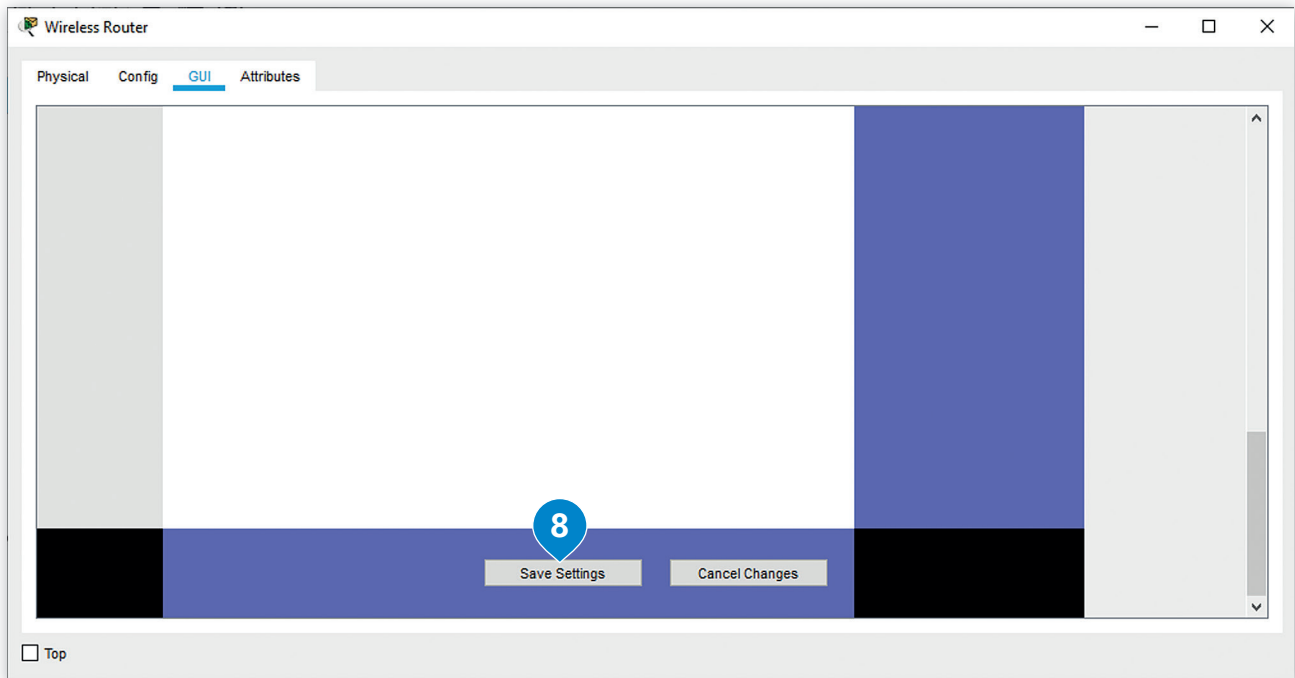 Wireless Router
Physical Config GUI Attributes
8
Save Settings Cancel Changes
Top